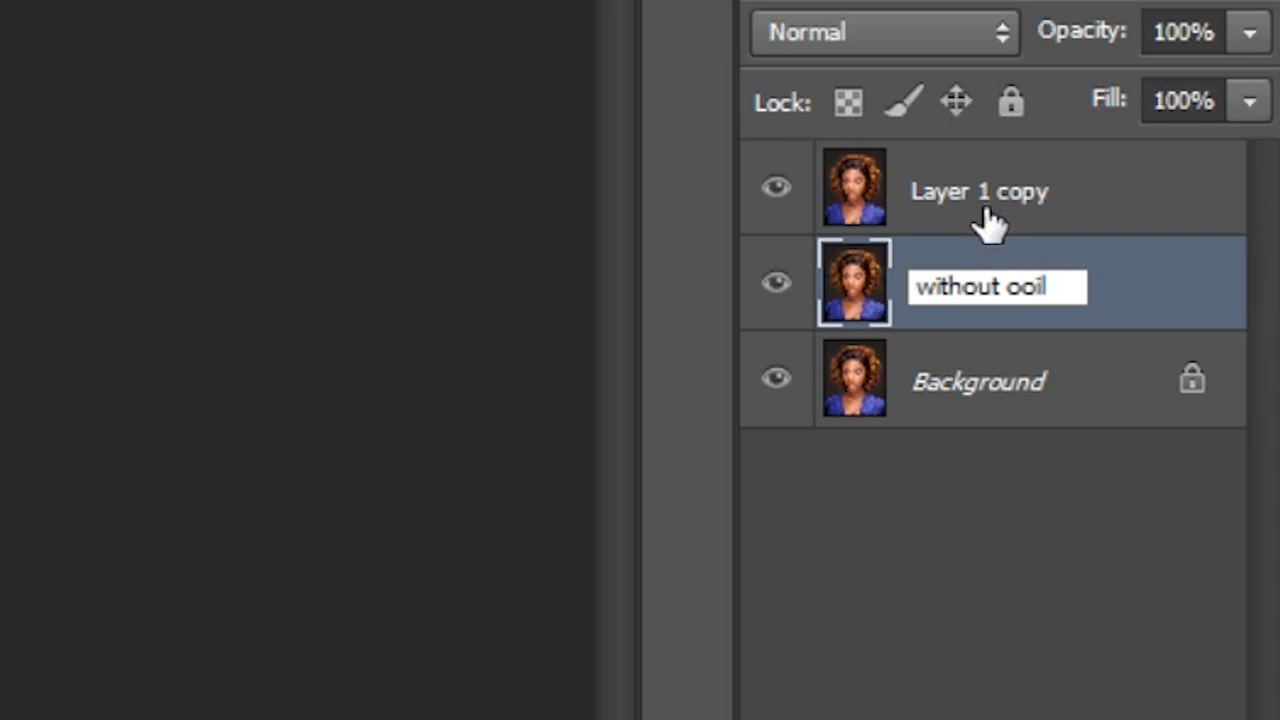 Normal Opacity: 100%
Lock: Fill: 100%
Layer 1 copy
without ooil
Background